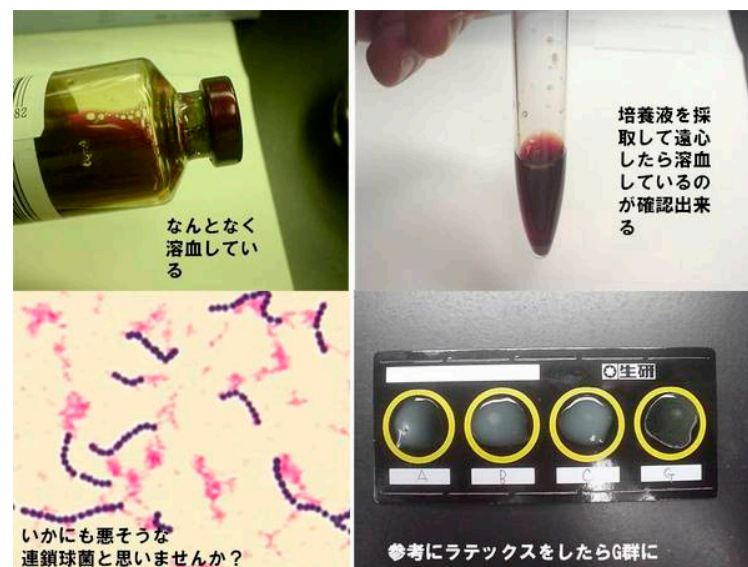 82
なんとなく
溶血してい
る
培養液を採
取して遠心
したら溶血
しているの
が確認出来
る
いかにも悪そうな
連鎖球菌と思いませんか？
生研
A
B
C
G
参考にラテックスをしたらG群に